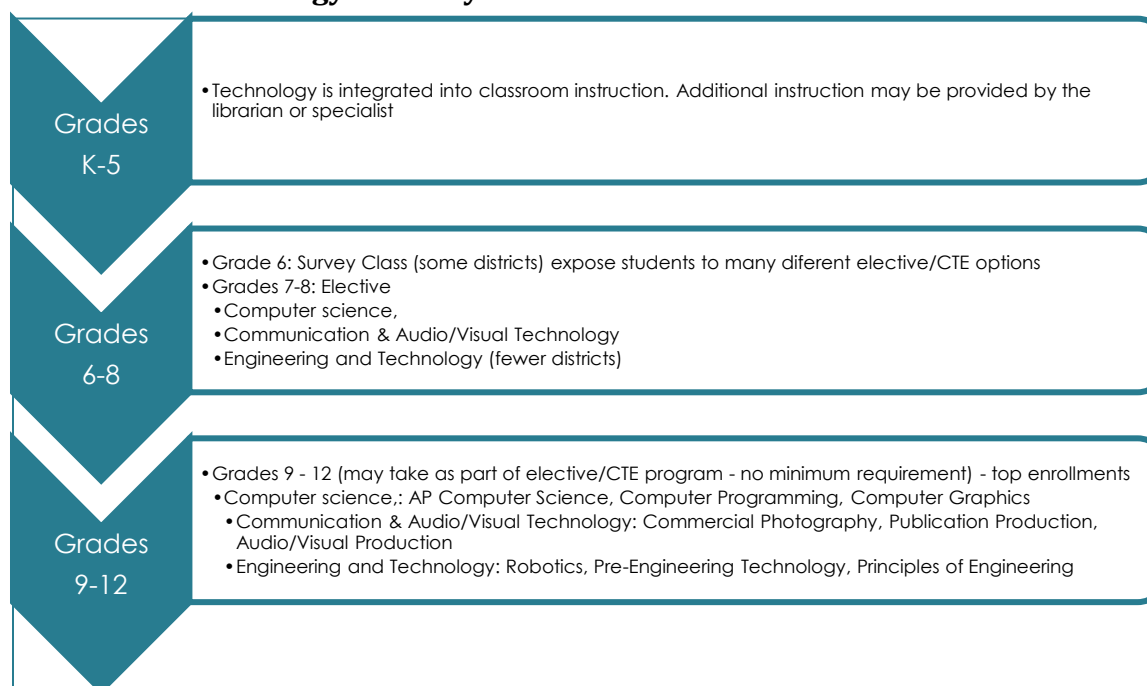 Grades
K-5
•Technology is integrated into classroom instruction. Additional instruction may be provided by the
librarian or specialist
Grades
6-8
•Grade 6: Survey Class (some districts) expose students to many diferent elective/CTE options
•Grades 7-8: Elective
•Computer science,
•Communication & Audio/Visual Technology
•Engineering and Technology (fewer districts)
Grades
9-12
•Grades 9 - 12 (may take as part of elective/CTE program - no minimum requirement) - top enrollments
•Computer science,: AP Computer Science, Computer Programming, Computer Graphics
•Communication & Audio/Visual Technology: Commercial Photography, Publication Production,
Audio/Visual Production
•Engineering and Technology: Robotics, Pre-Engineering Technology, Principles of Engineering